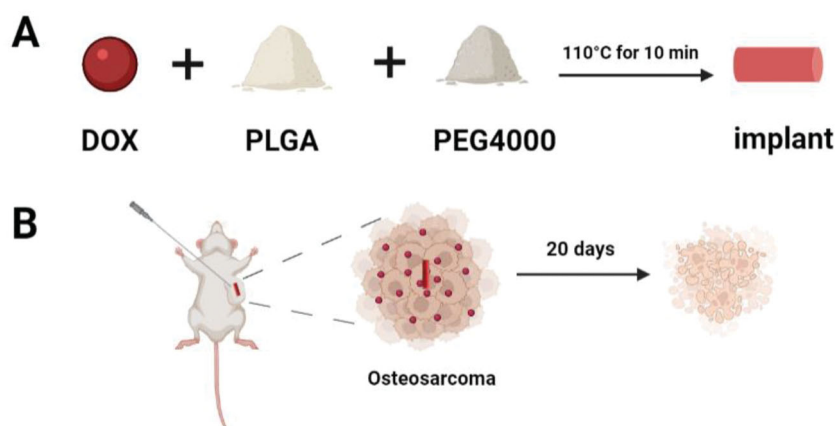 A
110°C for 10 min
DOX
PLGA
PEG4000
implant
B
20 days
Osteosarcoma